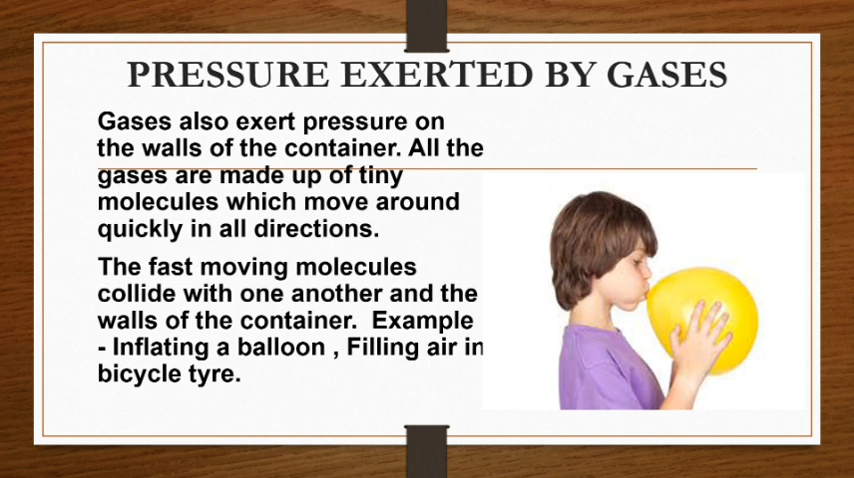 PRESSURE EXERTED BY GASES
Gases also exert pressure on
the walls of the container. All the
gases are made up of tiny
molecules which move around
quickly in all directions.
The fast moving molecules
collide with one another and the
walls of the container.  Example
- Inflating a balloon , Filling air in
bicycle tyre.